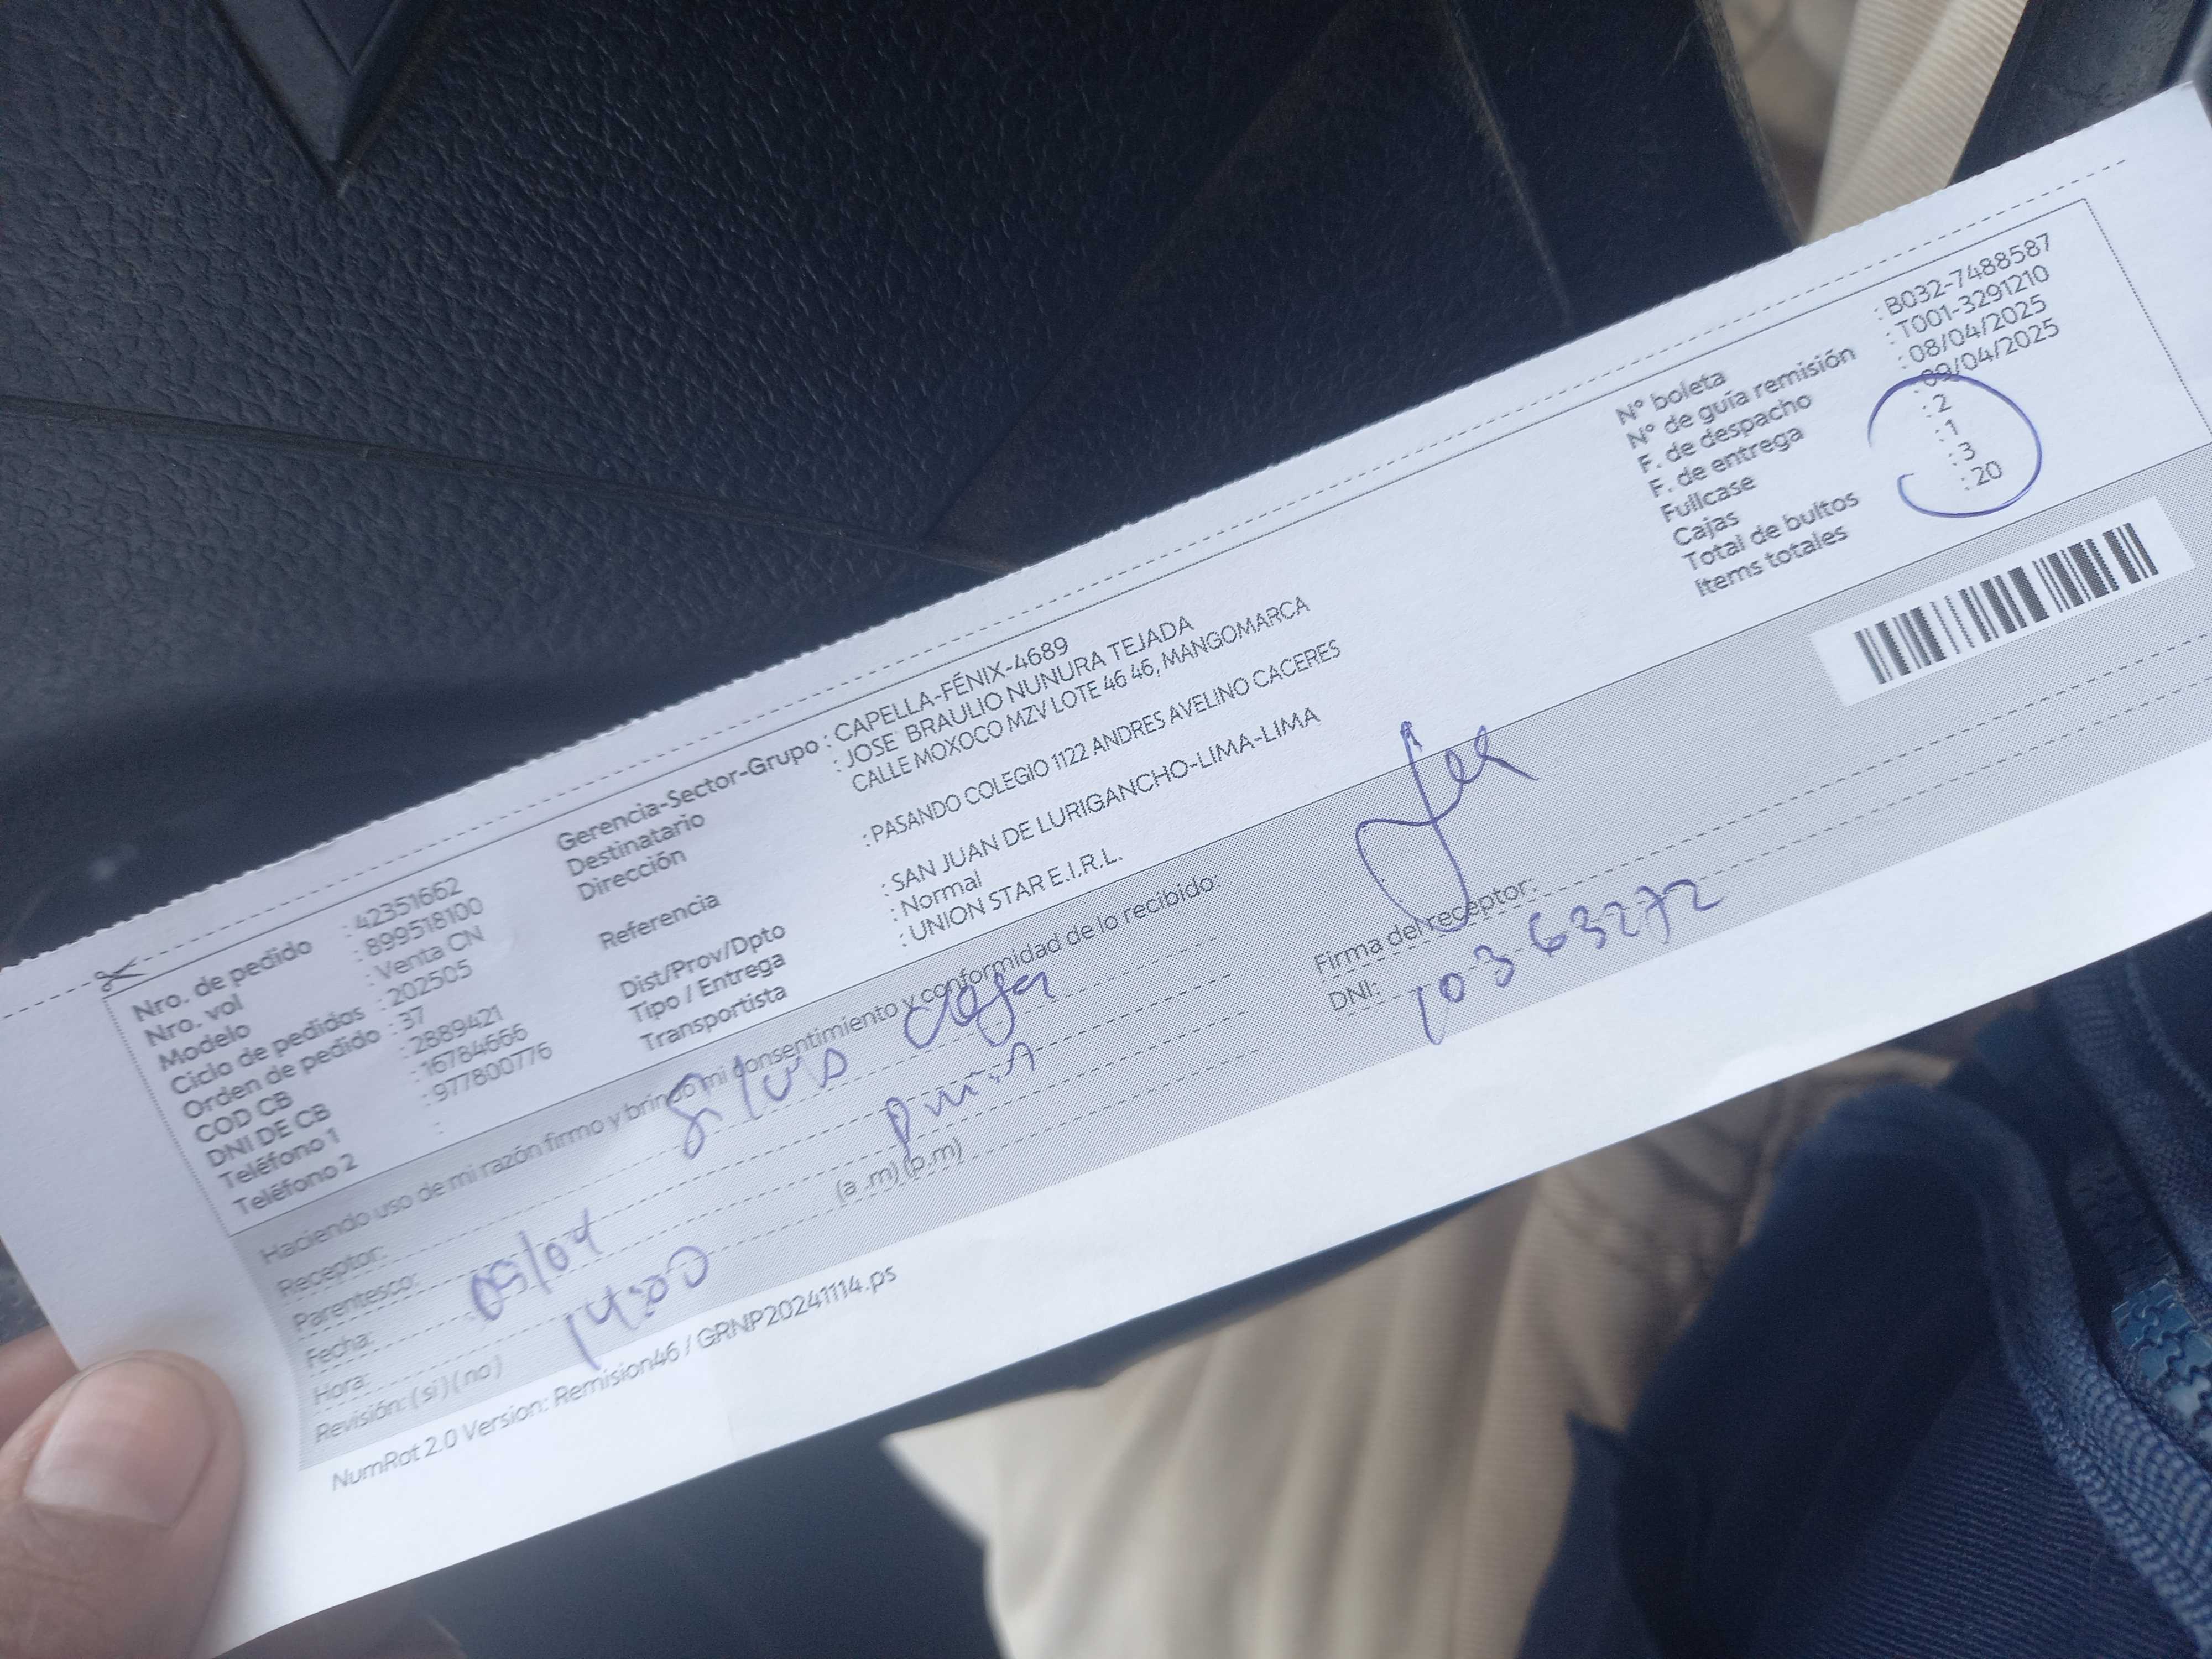 Nro. de pedido : 42351662
Nro. vol : 899518100
Modelo : Venta CN
Ciclo de pedidos : 202505
Orden de pedido : 37
COD CB : 2889421
DNI DE CB : 16784666
Teléfono 1 : 977800776
Teléfono 2 :
Gerencia-Sector-Grupo : CAPELLA-FÉNIX-4689
Destinatario : JOSE BRAULIO NUNURA TEJADA
Dirección CALLE MOXOCO MZV LOTE 46 46, MANGOMARCA
Referencia : PASANDO COLEGIO 1122 ANDRES AVELINO CACERES
Dist/Prov/Dpto : SAN JUAN DE LURIGANCHO-LIMA-LIMA
Tipo / Entrega : Normal
Transportista : UNION STAR E.I.R.L.
N° boleta : B032-7488587
N° de guía remisión : T001-3291210
F. de despacho : 08/04/2025
F. de entrega : 09/04/2025
Fullcase : 2
Cajas : 1
Total de bultos : 3
Items totales : 20
Haciendo uso de mi razón firmo y brindo mi consentimiento y conformidad de lo recibido:
Receptor:
Parentesco:
Fecha: 09/04
Hora: 14:00 (a .m) (p.m)
Revisión: ( si ) ( no )
Firma del receptor:
DNI: 10363272
NumRot 2.0 Version: Remision46 / GRNP20241114.ps